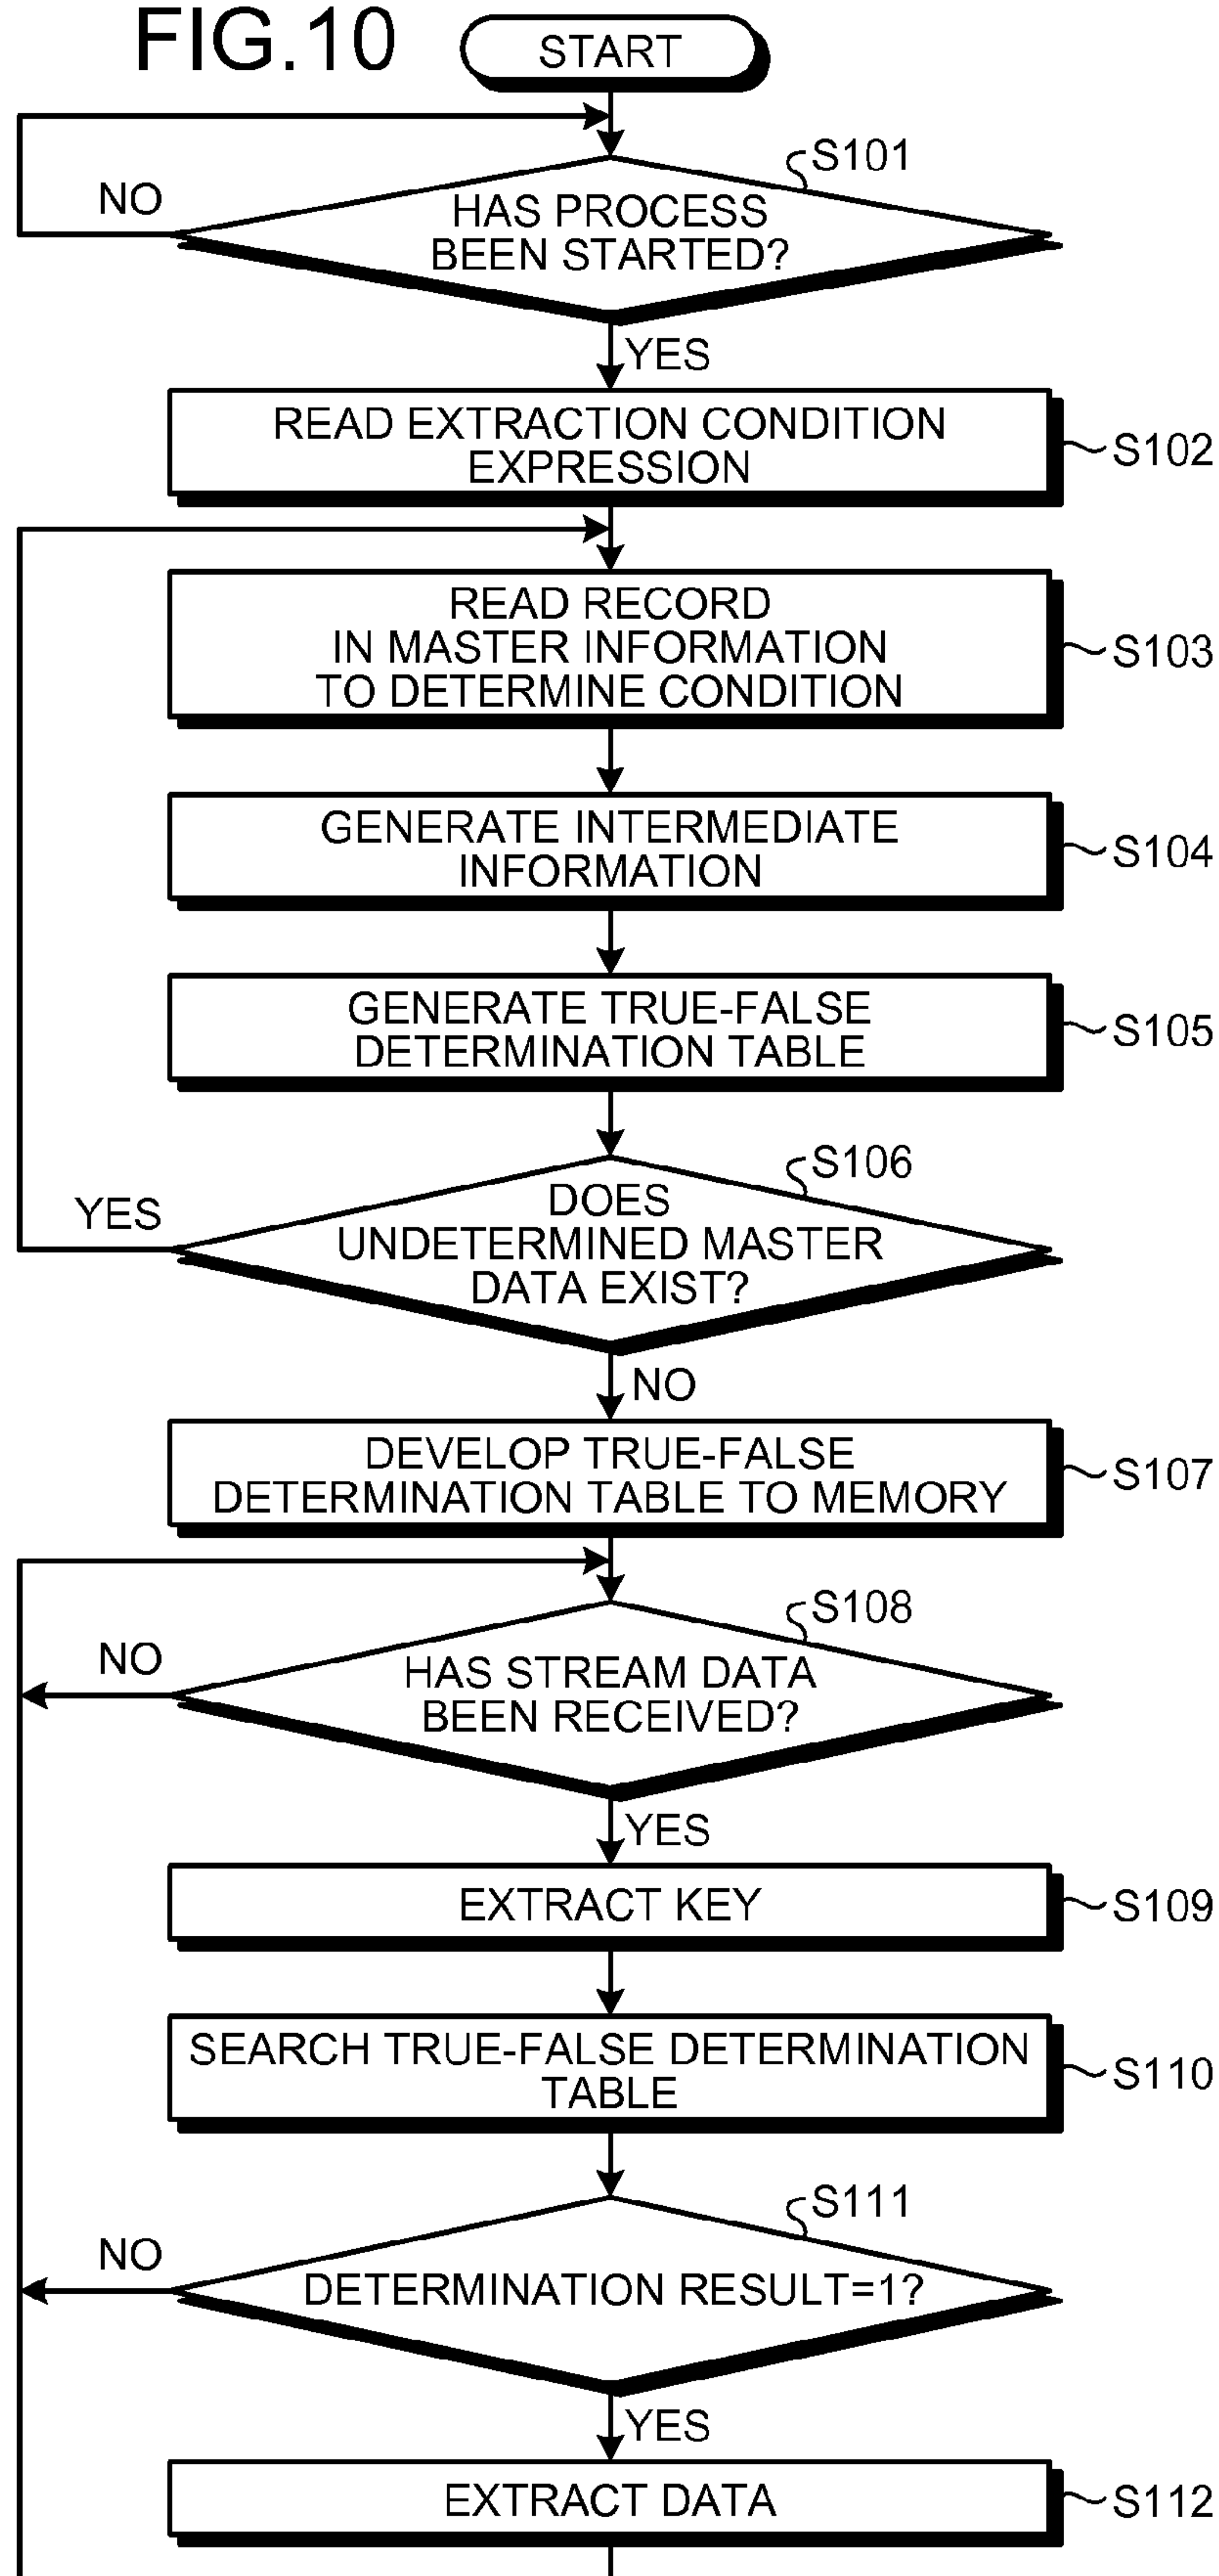 FIG.10
START
S101
NO
HAS PROCESS
BEEN STARTED?
YES
READ EXTRACTION CONDITION
EXPRESSION
S102
READ RECORD
IN MASTER INFORMATION
TO DETERMINE CONDITION
S103
GENERATE INTERMEDIATE
INFORMATION
S104
GENERATE TRUE-FALSE
DETERMINATION TABLE
S105
S106
YES
DOES
UNDETERMINED MASTER
DATA EXIST?
NO
DEVELOP TRUE-FALSE
DETERMINATION TABLE TO MEMORY
S107
S108
NO
HAS STREAM DATA
BEEN RECEIVED?
YES
EXTRACT KEY
S109
SEARCH TRUE-FALSE DETERMINATION
TABLE
S110
S111
NO
DETERMINATION RESULT=1?
YES
EXTRACT DATA
S112